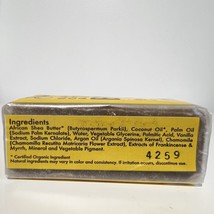 Ingredients
African Shea Butter* (Butyrospermum Parkii), Coconut Oil*, Palm Oil
(Sodium Palm Kernelate), Water, Vegetable Glycerine, Palmitic Acid, Vanilla
Extract, Sodium Chloride, Argan Oil (Argania Spinosa Kernel), Chamomile
(Chamomilla Recutita Matricaria Flower Extract), Extracts of Frankincense &
Myrrh, Mineral and Vegetable Pigment.
* Certified Organic Ingredient
Natural ingredients may vary in color and consistency. If irritation occurs, discontinue use.
4259